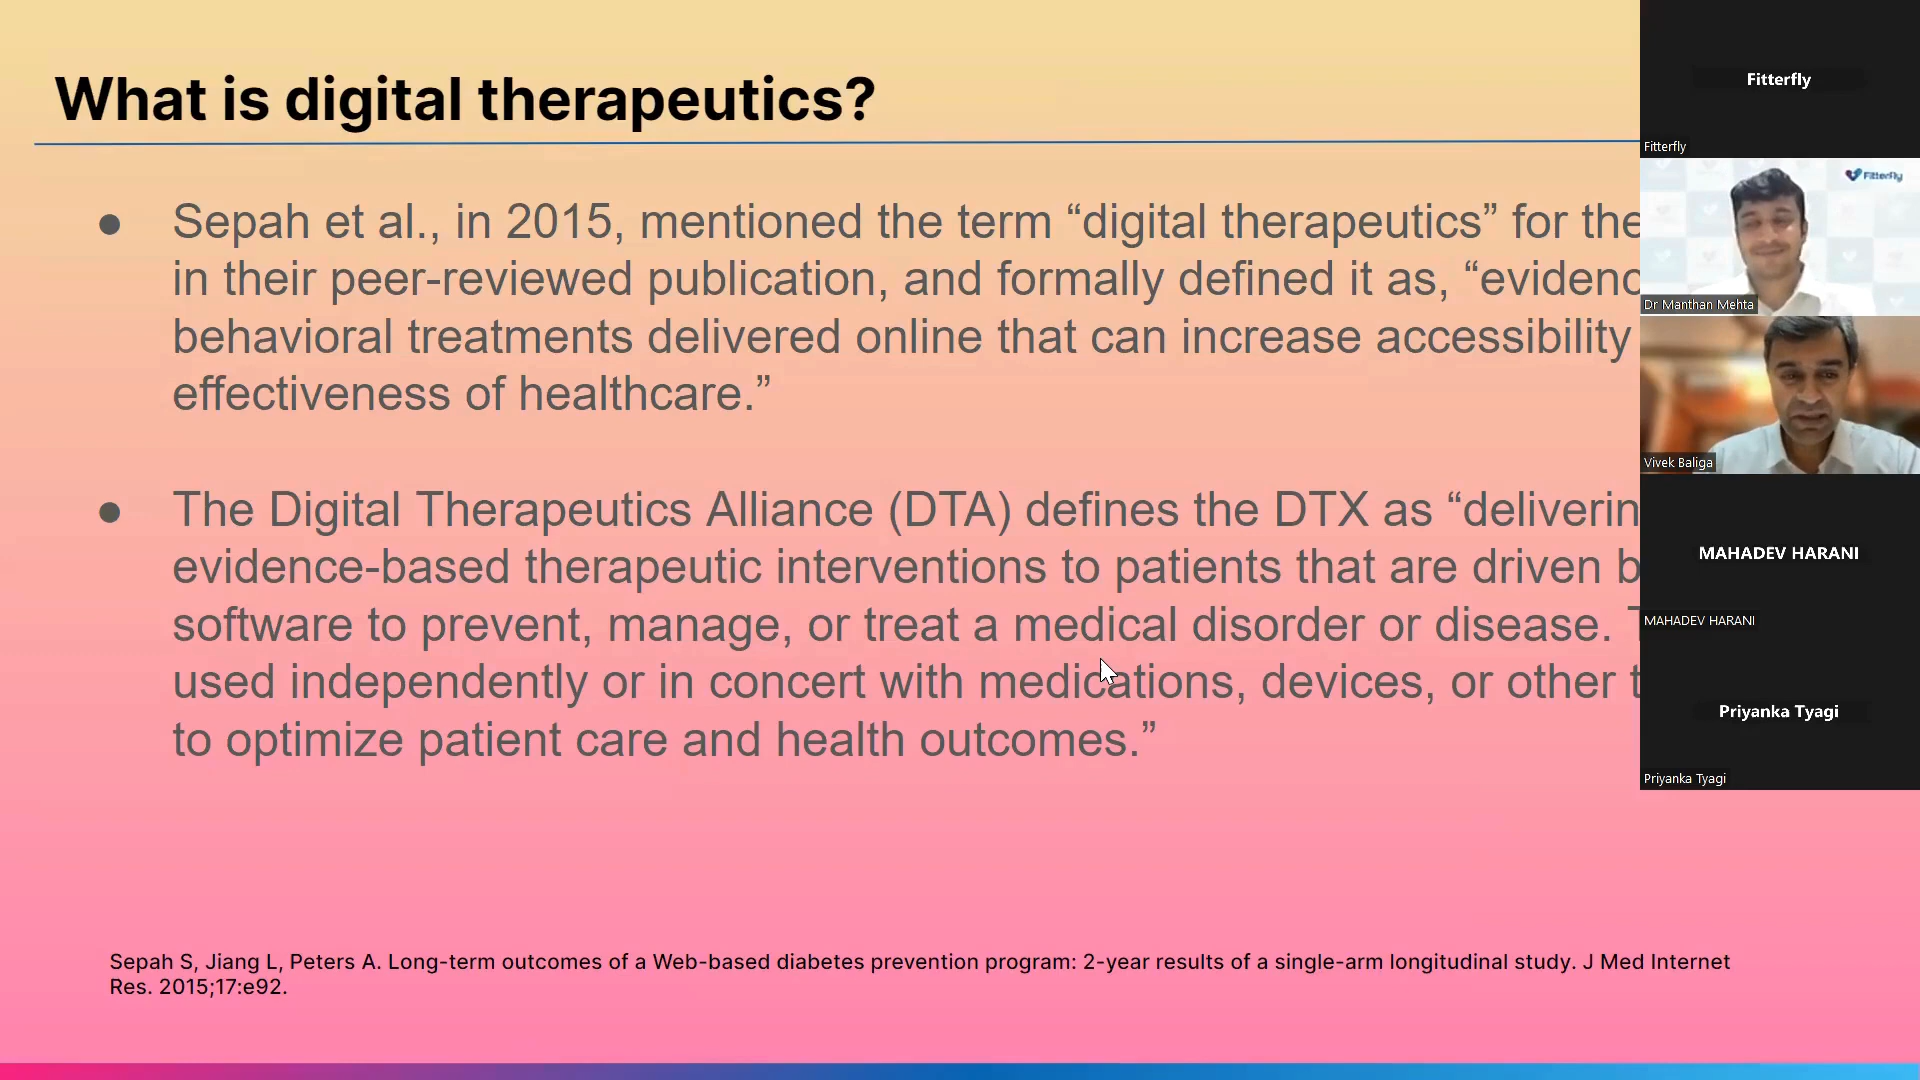 What is digital therapeutics?
● Sepah et al., in 2015, mentioned the term “digital therapeutics” for the
in their peer-reviewed publication, and formally defined it as, “evidenc
behavioral treatments delivered online that can increase accessibility
effectiveness of healthcare.”
● The Digital Therapeutics Alliance (DTA) defines the DTX as “deliverin
evidence-based therapeutic interventions to patients that are driven b
software to prevent, manage, or treat a medical disorder or disease.
used independently or in concert with medications, devices, or other t
to optimize patient care and health outcomes.”
Sepah S, Jiang L, Peters A. Long-term outcomes of a Web-based diabetes prevention program: 2-year results of a single-arm longitudinal study. J Med Internet
Res. 2015;17:e92.
Fitterfly
Fitterfly
Fitterfly
Dr Manthan Mehta
Vivek Baliga
MAHADEV HARANI
MAHADEV HARANI
Priyanka Tyagi
Priyanka Tyagi